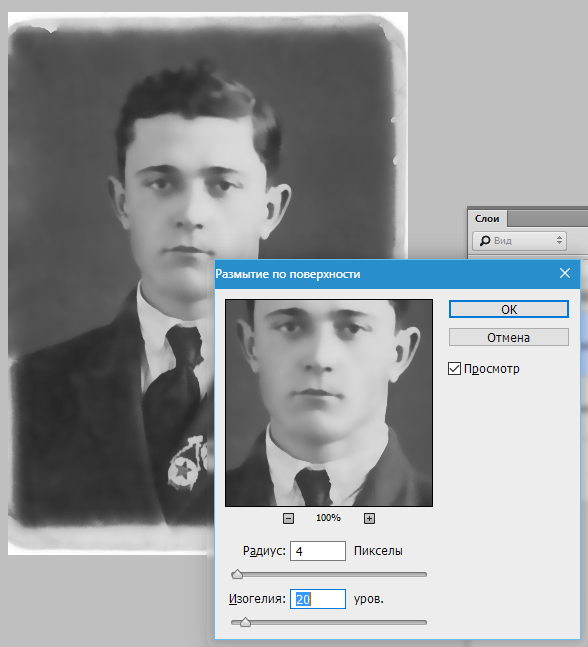 Слои
Вид
Размытие по поверхности
OK
Отмена
Просмотр
100%
Радиус: 4 Пикселы
Изогелия: 20 уров.